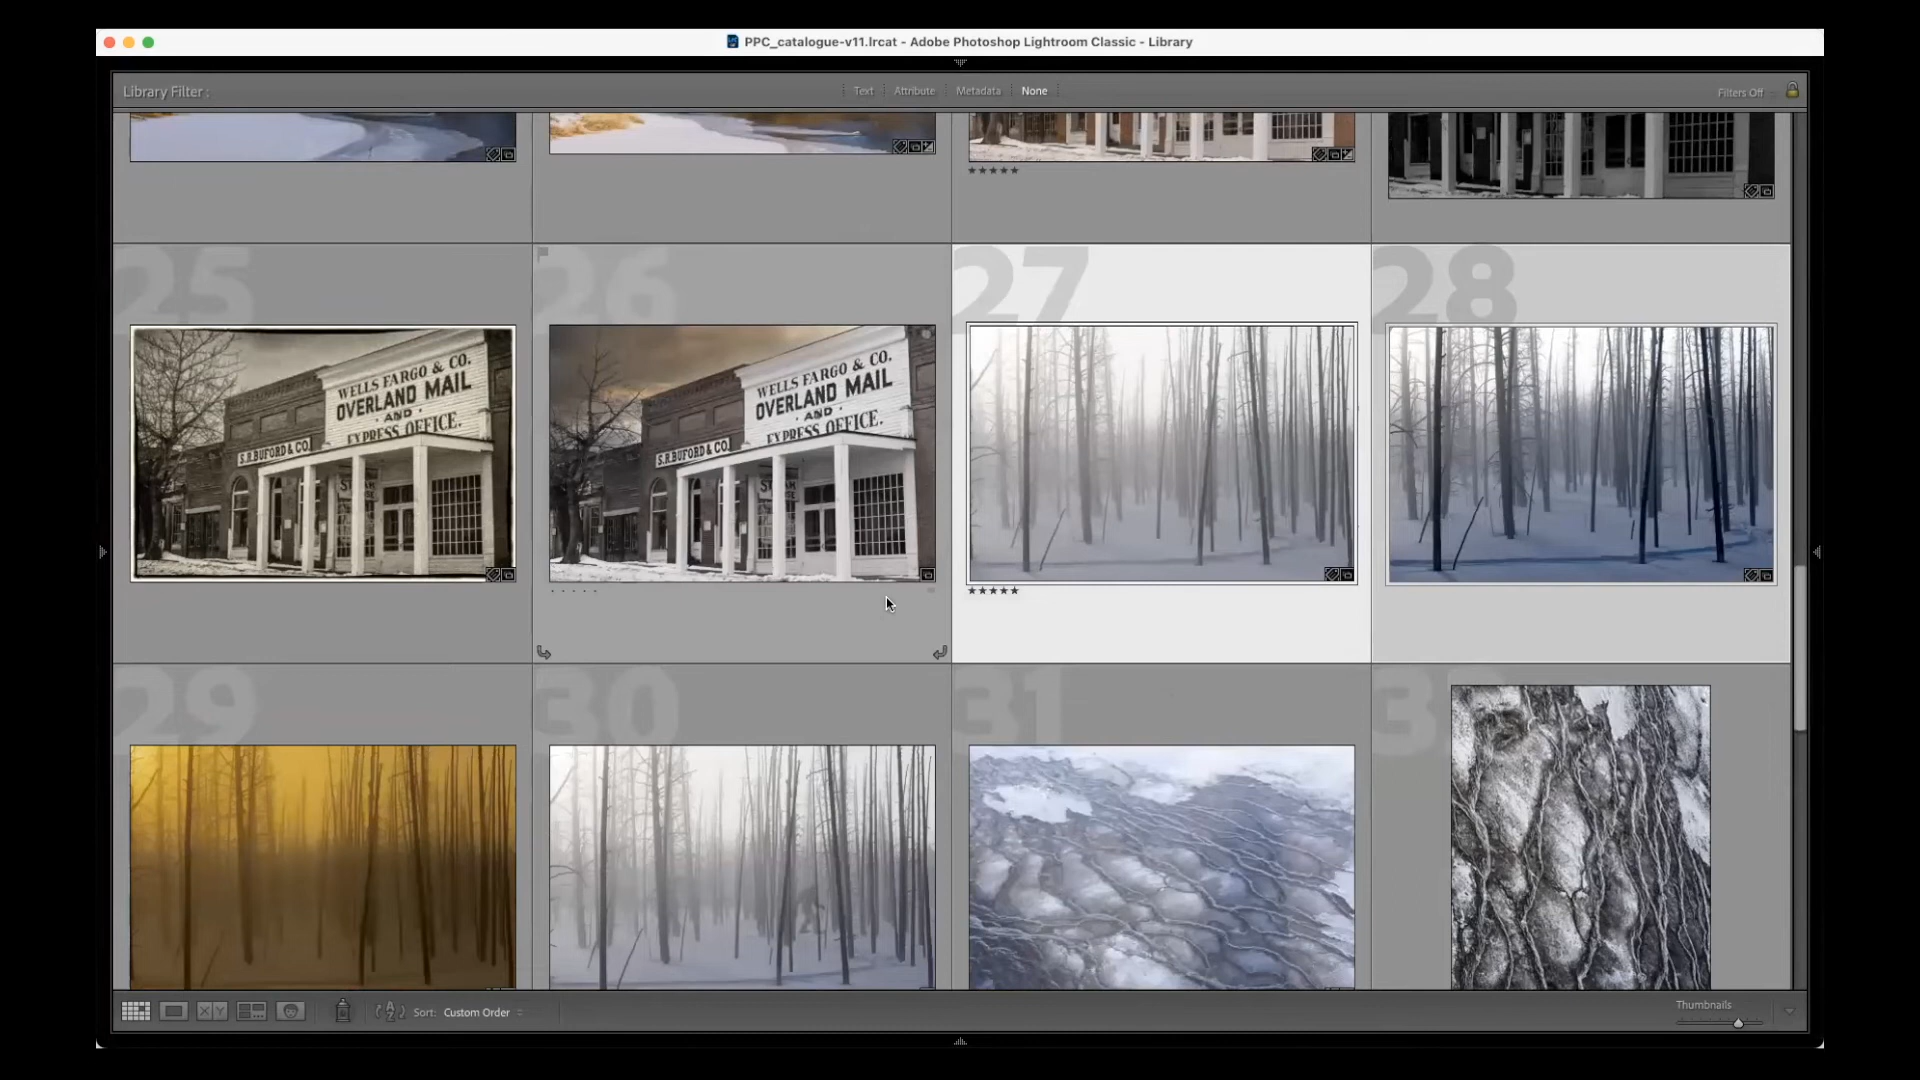 PPC_catalogue-v11.lrcat - Adobe Photoshop Lightroom Classic - Library
Library Filter :
Text Attribute Metadata None
Filters Off
25 26 27 28
WELLS FARGO & CO.
OVERLAND MAIL
- AND -
EXPRESS OFFICE.
S.R.BUFORD & CO.
WELLS FARGO & CO.
OVERLAND MAIL
- AND -
EXPRESS OFFICE.
S.R.BUFORD & CO.
29 30 31
XY
Sort: Custom Order
Thumbnails